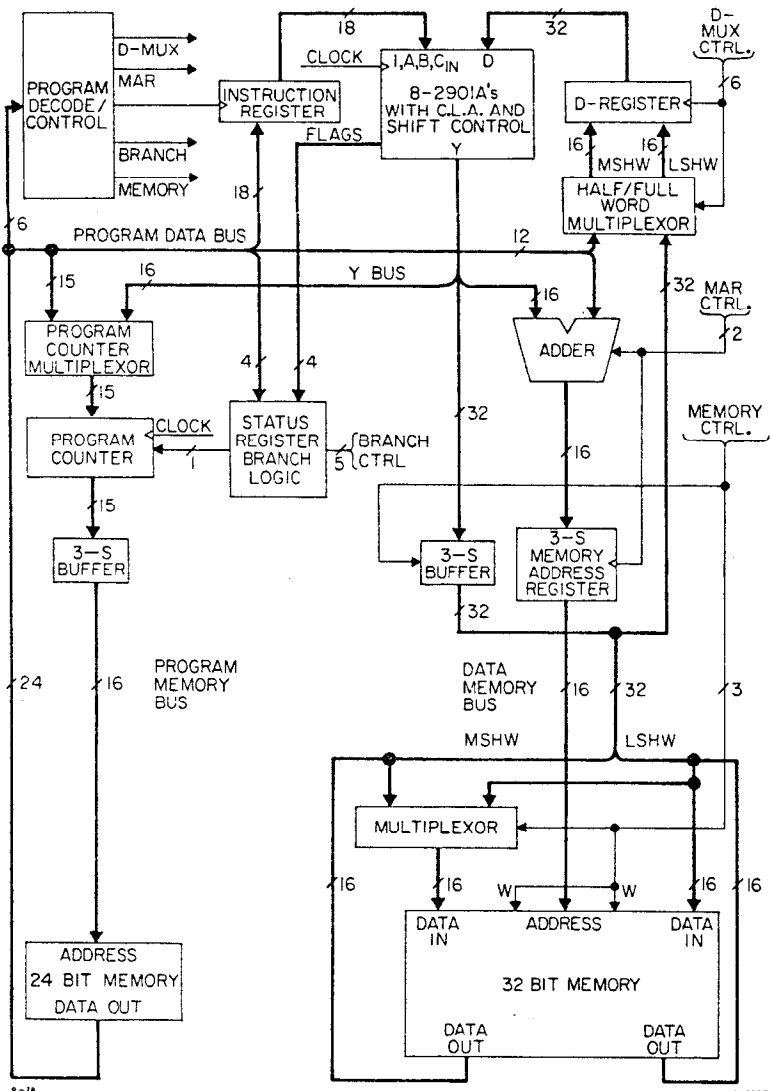 18
32
D-
MUX
CTRL.
6
PROGRAM
DECODE/
CONTROL
D-MUX
MAR
BRANCH
MEMORY
CLOCK
I,A,B,CIN D
8-2901A's
WITH C.L.A. AND
SHIFT CONTROL
Y
INSTRUCTION
REGISTER
FLAGS
D-REGISTER
16
MSHW
16
LSHW
HALF/FULL
WORD
MULTIPLEXOR
18
6
PROGRAM DATA BUS
12
15
16
Y BUS
16
32
MAR
CTRL.
2
PROGRAM
COUNTER
MULTIPLEXOR
ADDER
15
4
4
32
16
MEMORY
CTRL.
PROGRAM
COUNTER
CLOCK
1
STATUS
REGISTER
BRANCH
LOGIC
5
BRANCH
CTRL
15
3-S
BUFFER
3-S
BUFFER
3-S
MEMORY
ADDRESS
REGISTER
32
24
16
PROGRAM
MEMORY
BUS
DATA
MEMORY
BUS
16
32
3
MSHW
LSHW
MULTIPLEXOR
16
16
W
W
16
16
DATA
IN
ADDRESS
DATA
IN
32 BIT MEMORY
DATA
OUT
DATA
OUT
ADDRESS
24 BIT MEMORY
DATA OUT